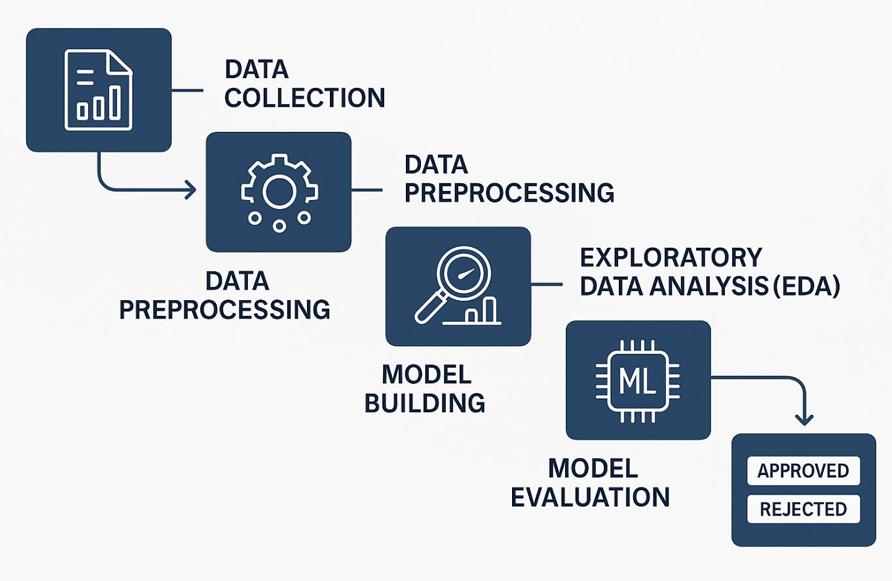 DATA
COLLECTION
DATA
PREPROCESSING
DATA
PREPROCESSING
EXPLORATORY
DATA ANALYSIS (EDA)
MODEL
BUILDING
ML
MODEL
EVALUATION
APPROVED
REJECTED